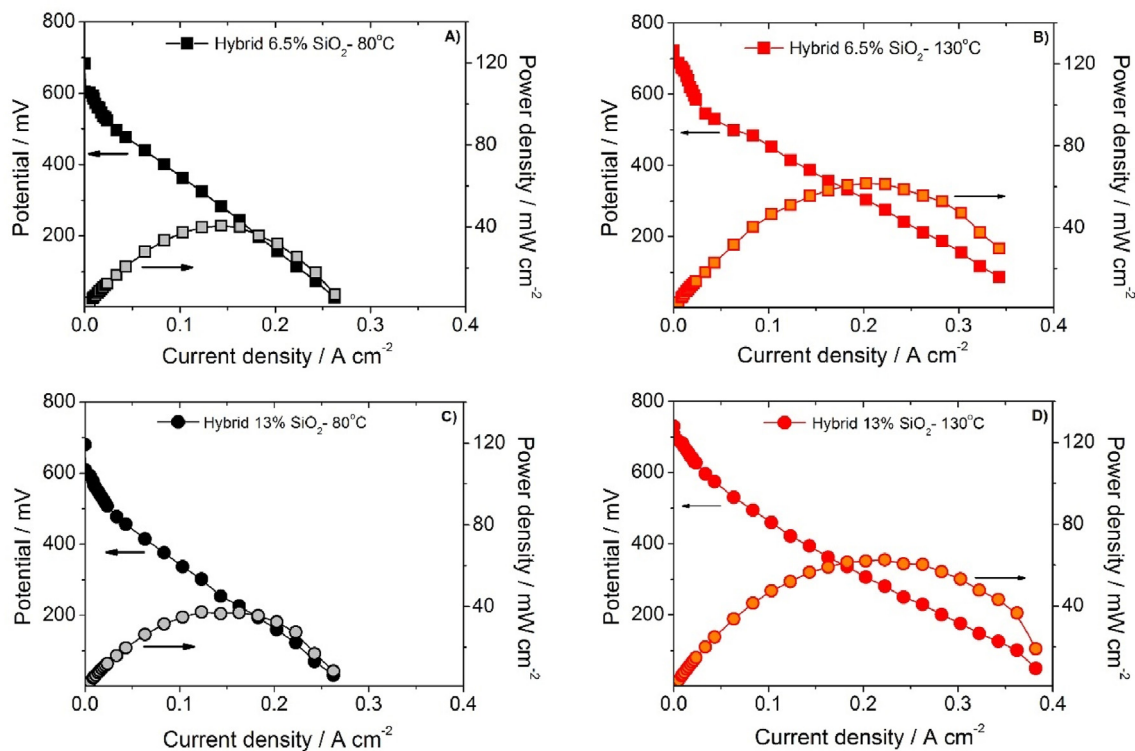 A)
Hybrid 6.5% SiO₂- 80°C
800
600
400
200
120
80
40
0.0 0.1 0.2 0.3 0.4
Potential / mV
Power density / mW cm⁻²
Current density / A cm⁻²
B)
Hybrid 6.5% SiO₂- 130°C
800
600
400
200
0
120
80
40
0
0.0 0.1 0.2 0.3 0.4
Potential / mV
Power density / mW cm⁻²
Current density / A cm⁻²
C)
Hybrid 13% SiO₂- 80°C
800
600
400
200
120
80
40
0.0 0.1 0.2 0.3 0.4
Potential / mV
Power density / mW cm⁻²
Current density / A cm⁻²
D)
Hybrid 13% SiO₂- 130°C
800
600
400
200
0
120
80
40
0
0.0 0.1 0.2 0.3 0.4
Potential / mV
Power density / mW cm⁻²
Current density / A cm⁻²